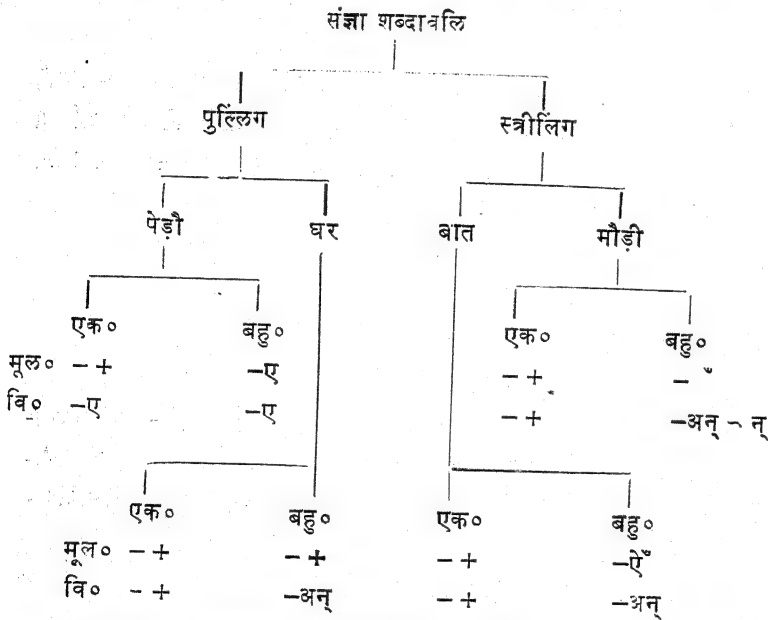 संज्ञा शब्दावलि
पुल्लिंग स्त्रीलिंग
पेड़ौ घर बात मौड़ी
एक० बहु० एक० बहु०
मूल० –+ –ए –+ – ँ
वि० –ए –ए –+ –अन् ~ न्
एक० बहु० एक० बहु०
मूल० –+ –+ –+ –ऐँ
वि० –+ –अन् –+ –अन्